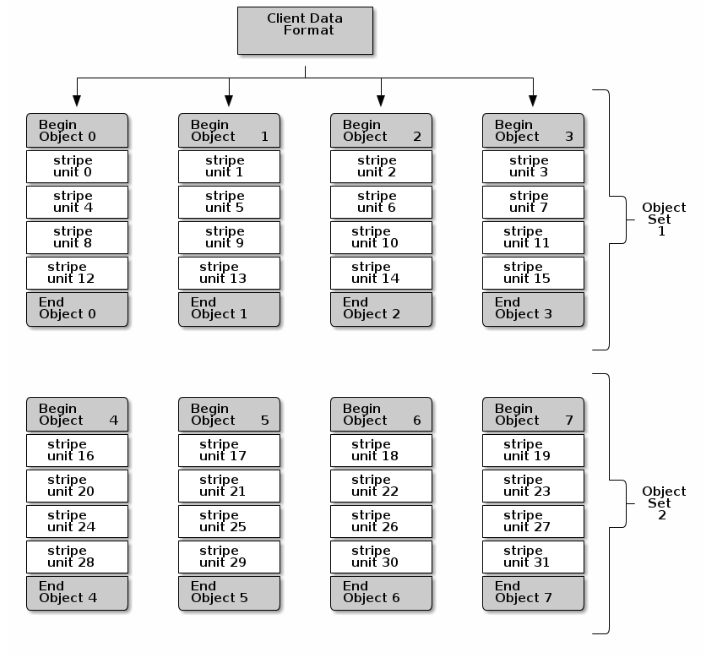 Client Data
Format
Begin
Object 0
stripe
unit 0
stripe
unit 4
stripe
unit 8
stripe
unit 12
End
Object 0
Begin
Object 1
stripe
unit 1
stripe
unit 5
stripe
unit 9
stripe
unit 13
End
Object 1
Begin
Object 2
stripe
unit 2
stripe
unit 6
stripe
unit 10
stripe
unit 14
End
Object 2
Begin
Object 3
stripe
unit 3
stripe
unit 7
stripe
unit 11
stripe
unit 15
End
Object 3
Object
Set
1
Begin
Object 4
stripe
unit 16
stripe
unit 20
stripe
unit 24
stripe
unit 28
End
Object 4
Begin
Object 5
stripe
unit 17
stripe
unit 21
stripe
unit 25
stripe
unit 29
End
Object 5
Begin
Object 6
stripe
unit 18
stripe
unit 22
stripe
unit 26
stripe
unit 30
End
Object 6
Begin
Object 7
stripe
unit 19
stripe
unit 23
stripe
unit 27
stripe
unit 31
End
Object 7
Object
Set
2